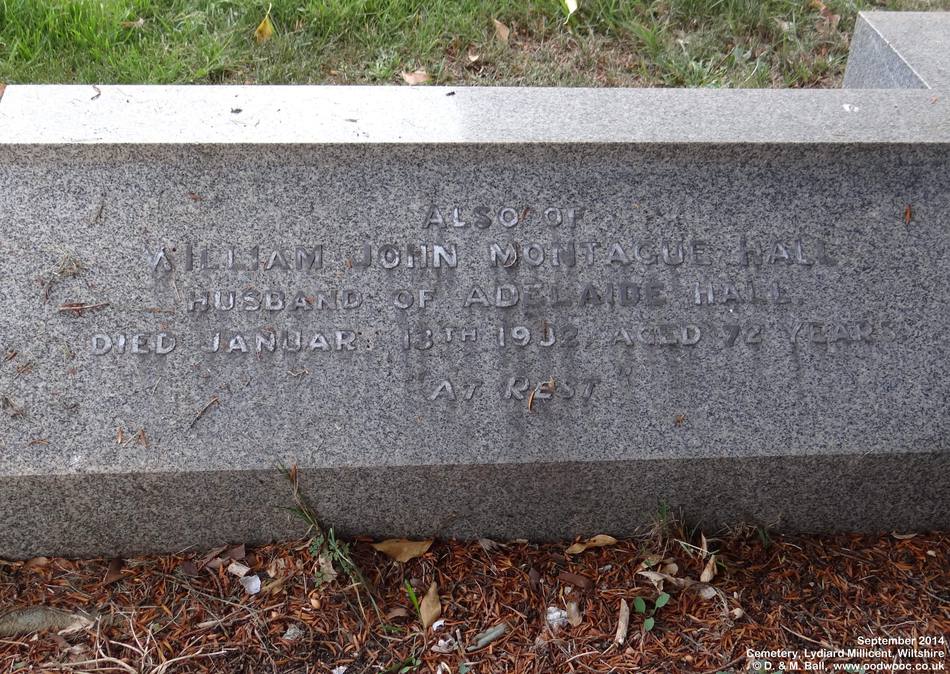 ALSO OF
WILLIAM JOHN MONTAGUE HALL
HUSBAND OF ADELAIDE HALL.
DIED JANUAR 13TH 1932, AGED 72 YEARS
"AT REST."
September 2014
Cemetery, Lydiard Millicent, Wiltshire
© D. & M. Ball, www.oodwooc.co.uk